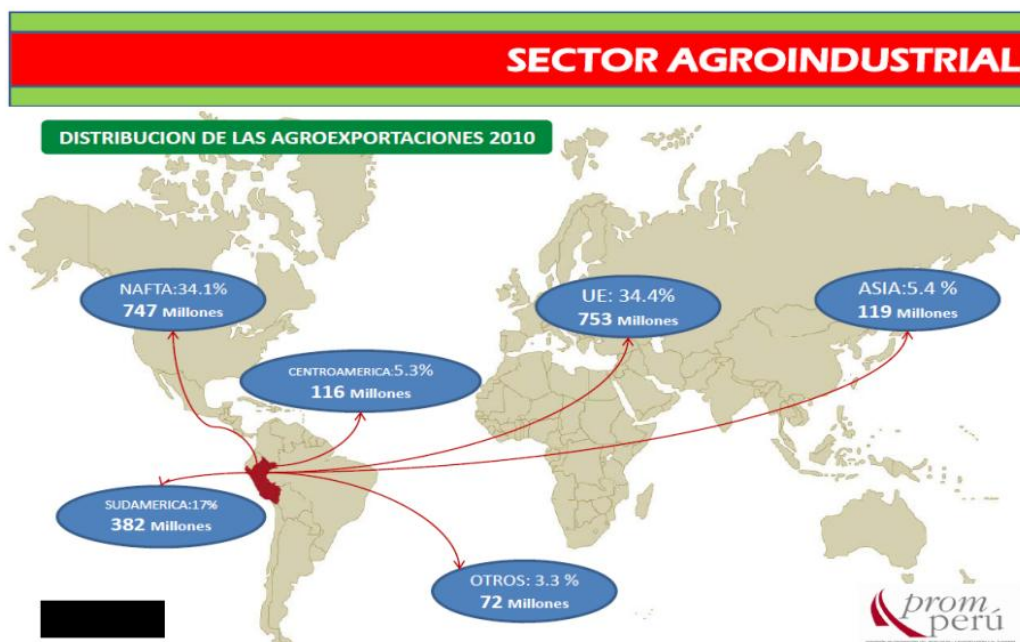 SECTOR AGROINDUSTRIAL
DISTRIBUCION DE LAS AGROEXPORTACIONES 2010
NAFTA:34.1%
747 Millones
UE: 34.4%
753 Millones
ASIA:5.4 %
119 Millones
CENTROAMERICA:5.3%
116 Millones
SUDAMERICA:17%
382 Millones
OTROS: 3.3 %
72 Millones
prom
perú